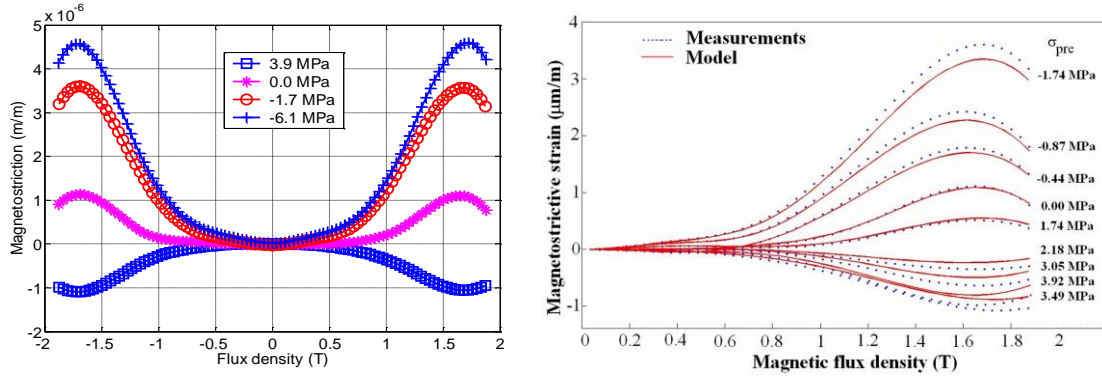 5 x 10^-6
4
3
2
1
0
-1
-2
Magnetostriction (m/m)
3.9 MPa
0.0 MPa
-1.7 MPa
-6.1 MPa
-2 -1.5 -1 -0.5 0 0.5 1 1.5 2
Flux density (T)
4
3
2
1
0
-1
Magnetostrictive strain (μm/m)
Measurements
Model
σpre
-1.74 MPa
-0.87 MPa
-0.44 MPa
0.00 MPa
1.74 MPa
2.18 MPa
3.05 MPa
3.92 MPa
3.49 MPa
0 0.2 0.4 0.6 0.8 1 1.2 1.4 1.6 1.8 2
Magnetic flux density (T)